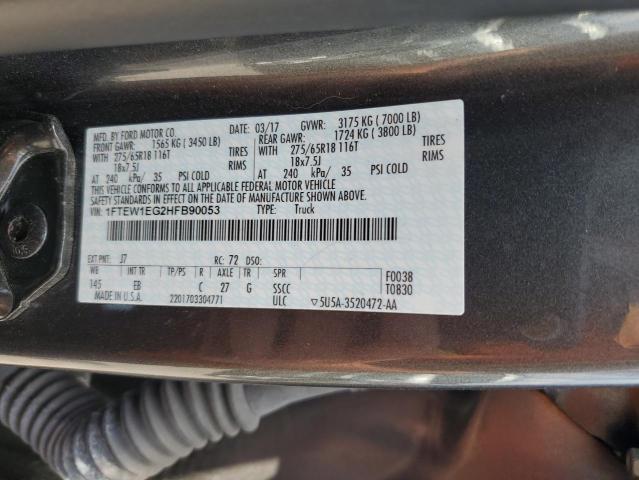 MFD. BY FORD MOTOR CO.
DATE: 03/17 GVWR: 3175 KG ( 7000 LB)
FRONT GAWR: 1565 KG ( 3450 LB) REAR GAWR: 1724 KG ( 3800 LB)
WITH 275/65R18 116T TIRES WITH 275/65R18 116T TIRES
18x7.5J RIMS 18x7.5J RIMS
AT 240 kPa/ 35 PSI COLD AT 240 kPa/ 35 PSI COLD
THIS VEHICLE CONFORMS TO ALL APPLICABLE FEDERAL MOTOR VEHICLE
SAFETY STANDARDS IN EFFECT ON THE DATE OF MANUFACTURE SHOWN ABOVE.
VIN: 1FTEW1EG2HFB90053 TYPE: Truck
EXT PNT: J7 RC: 72 DSO:
WB INT TR TP/PS R AXLE TR SPR F0038
145 EB C 27 G SSCC T0830
MADE IN U.S.A. 2201703304771 ULC ▽5U5A-3520472-AA